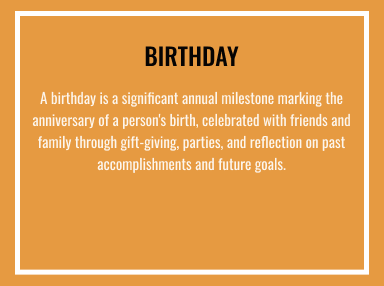 BIRTHDAY
A birthday is a significant annual milestone marking the
anniversary of a person's birth, celebrated with friends and
family through gift-giving, parties, and reflection on past
accomplishments and future goals.